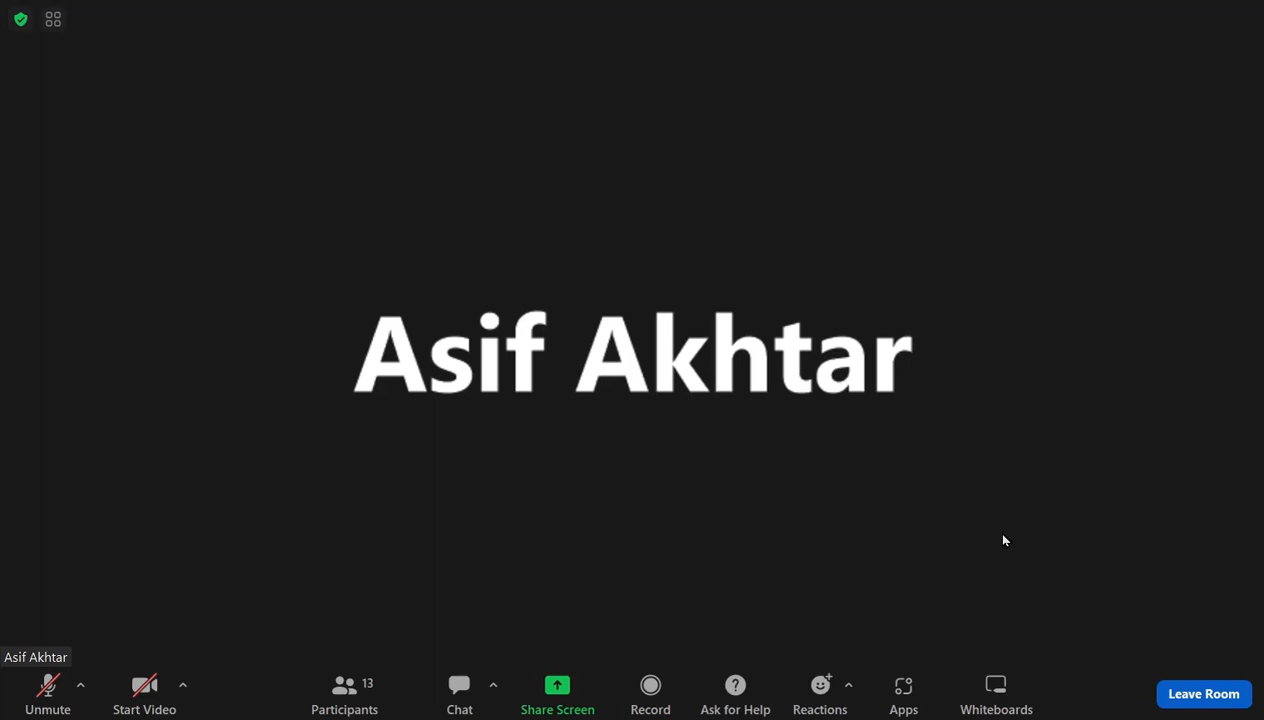 Asif Akhtar
Asif Akhtar
Unmute
Start Video
13
Participants
Chat
Share Screen
Record
Ask for Help
Reactions
Apps
Whiteboards
Leave Room